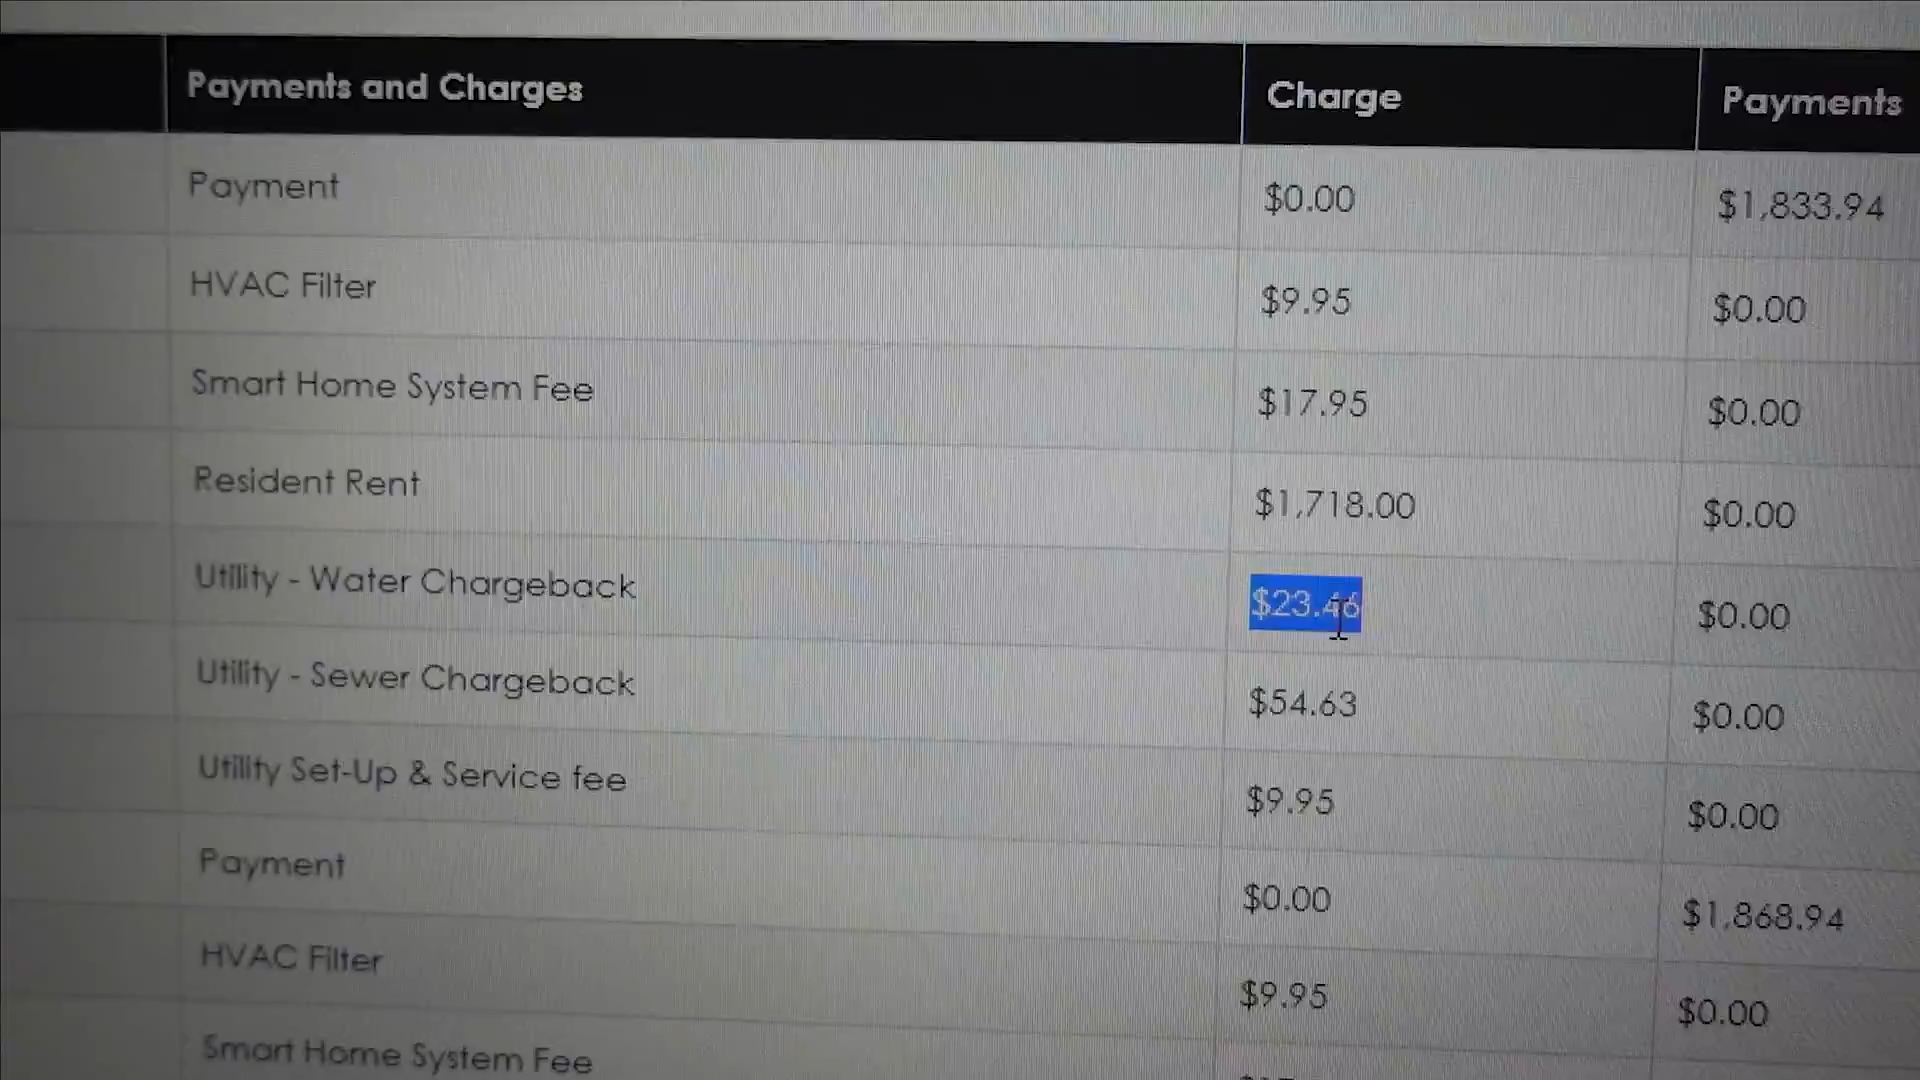 Payments and Charges Charge Payments
Payment $0.00 $1,833.94
HVAC Filter $9.95 $0.00
Smart Home System Fee $17.95 $0.00
Resident Rent $1,718.00 $0.00
Utility - Water Chargeback $23.46 $0.00
Utility - Sewer Chargeback $54.63 $0.00
Utility Set-Up & Service fee $9.95 $0.00
Payment $0.00 $1,868.94
HVAC Filter $9.95 $0.00
Smart Home System Fee